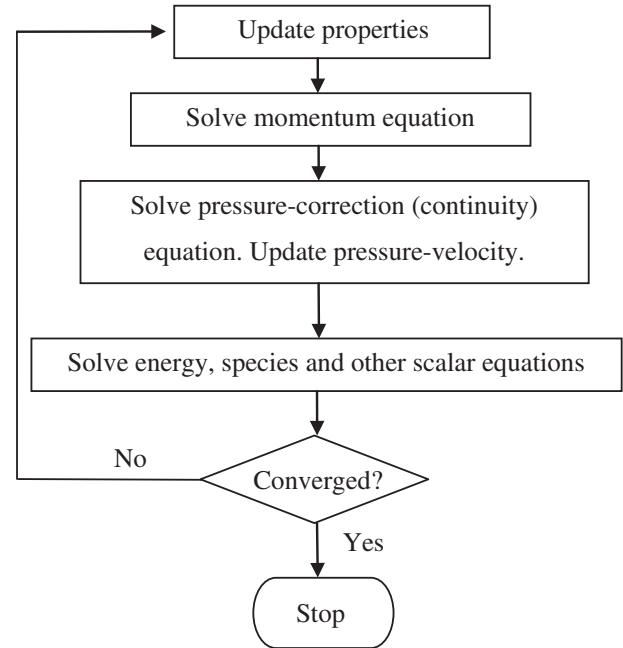 Update properties
Solve momentum equation
Solve pressure-correction (continuity)
equation. Update pressure-velocity.
Solve energy, species and other scalar equations
No
Converged?
Yes
Stop